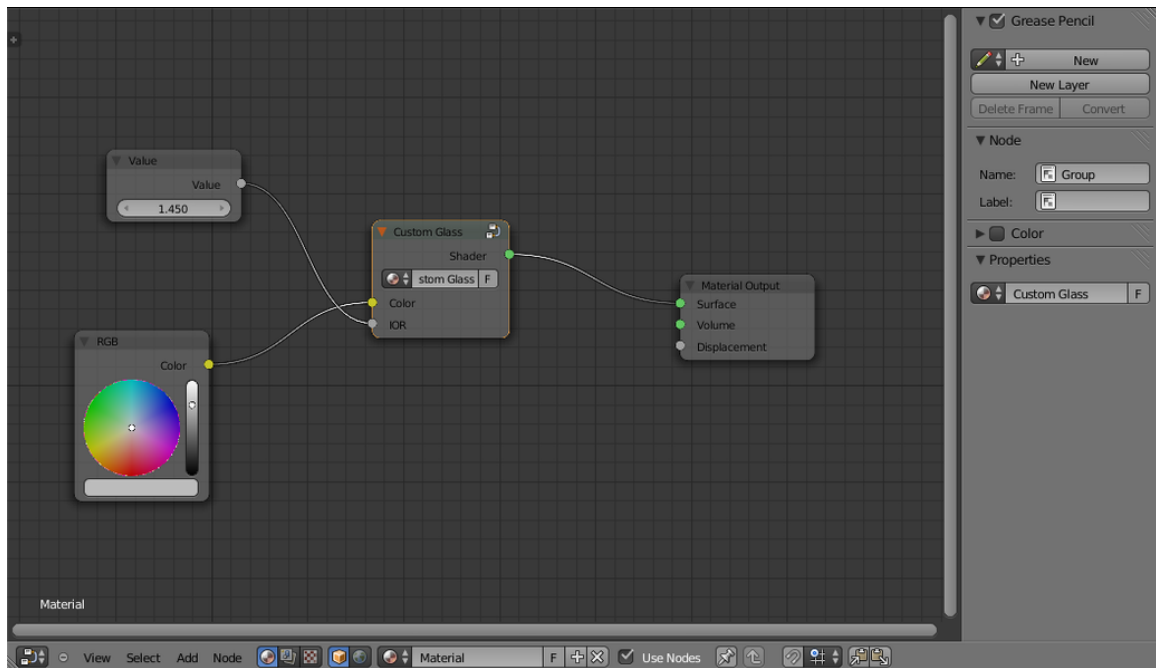 Value
Value
1.450
RGB
Color
Custom Glass
Shader
stom Glass F
Color
IOR
Material Output
Surface
Volume
Displacement
Material
View Select Add Node Material F Use Nodes
Grease Pencil
New
New Layer
Delete Frame Convert
Node
Name: Group
Label:
Color
Properties
Custom Glass F